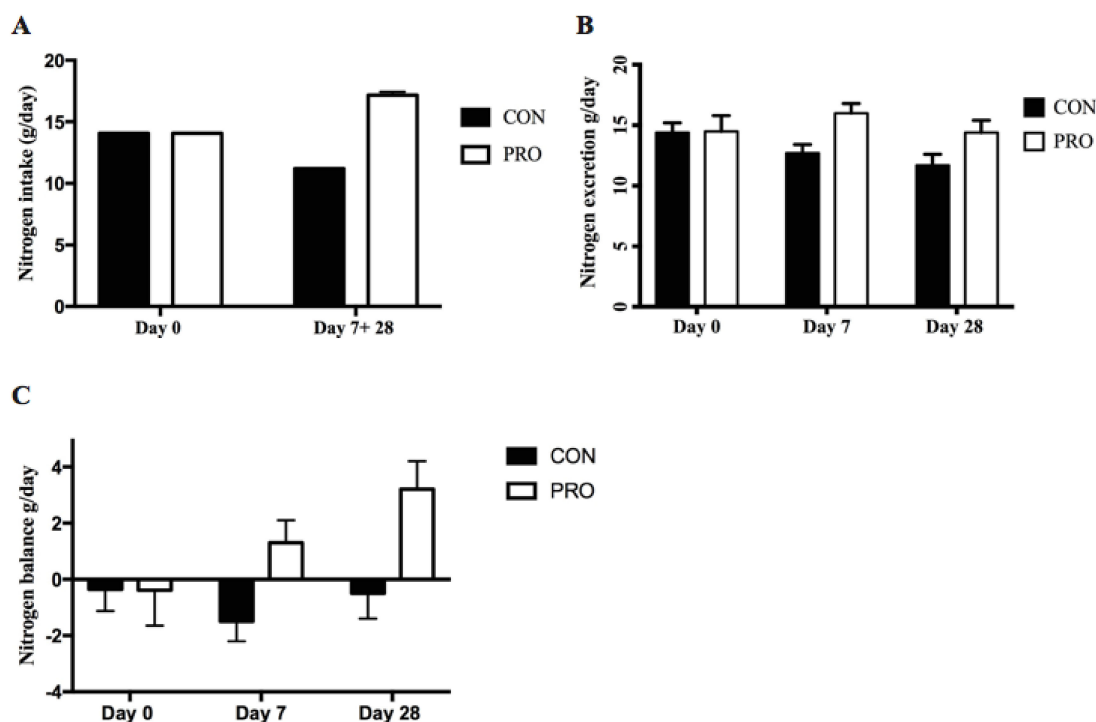 A
Nitrogen intake (g/day)
20
15
10
5
0
Day 0
Day 7+ 28
CON
PRO
B
Nitrogen excretion g/day
20
15
10
5
0
Day 0
Day 7
Day 28
CON
PRO
C
Nitrogen balance g/day
4
2
0
-2
-4
Day 0
Day 7
Day 28
CON
PRO